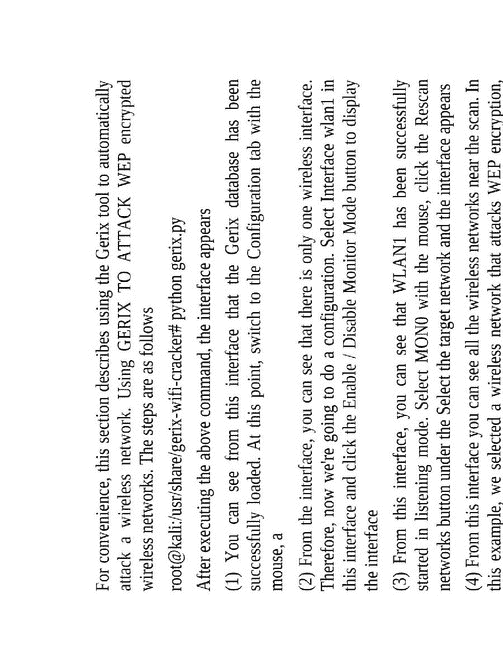 For convenience, this section describes using the Gerix tool to automatically
attack a wireless network. Using GERIX TO ATTACK WEP encrypted
wireless networks. The steps are as follows
root@kali:/usr/share/gerix-wifi-cracker# python gerix.py
After executing the above command, the interface appears
(1) You can see from this interface that the Gerix database has been
successfully loaded. At this point, switch to the Configuration tab with the
mouse, a
(2) From the interface, you can see that there is only one wireless interface.
Therefore, now we're going to do a configuration. Select Interface wlan1 in
this interface and click the Enable / Disable Monitor Mode button to display
the interface
(3) From this interface, you can see that WLAN1 has been successfully
started in listening mode. Select MON0 with the mouse, click the Rescan
networks button under the Select the target network and the interface appears
(4) From this interface you can see all the wireless networks near the scan. In
this example, we selected a wireless network that attacks WEP encryption,